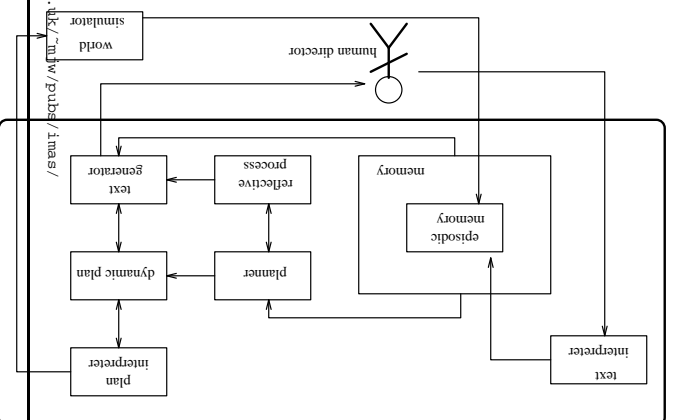 text
interpreter
plan
interpreter
planner
dynamic plan
episodic
memory
memory
reflective
process
text
generator
human director
world
simulator
.uk/~mjw/pubs/imas/